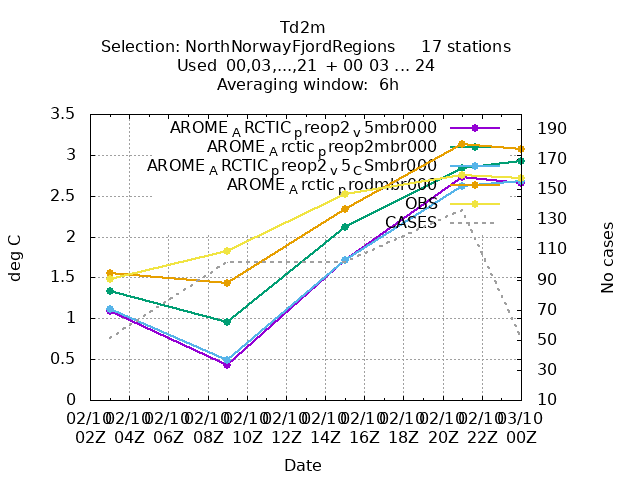 Td2m
Selection: NorthNorwayFjordRegions 17 stations
Used 00,03,...,21 + 00 03 ... 24
Averaging window: 6h
3.5
3
2.5
2
1.5
1
0.5
0
deg C
AROME_ARCTIC_preop2_v5mbr000
AROME_Arctic_preop2mbr000
AROME_ARCTIC_preop2_v5_CSmbr000
AROME_Arctic_prodmbr000
OBS
CASES
190
170
150
130
110
90
70
50
30
10
No cases
02/10 02/10 02/10 02/10 02/10 02/10 02/10 02/10 02/10 02/10 02/10 03/10
02Z 04Z 06Z 08Z 10Z 12Z 14Z 16Z 18Z 20Z 22Z 00Z
Date